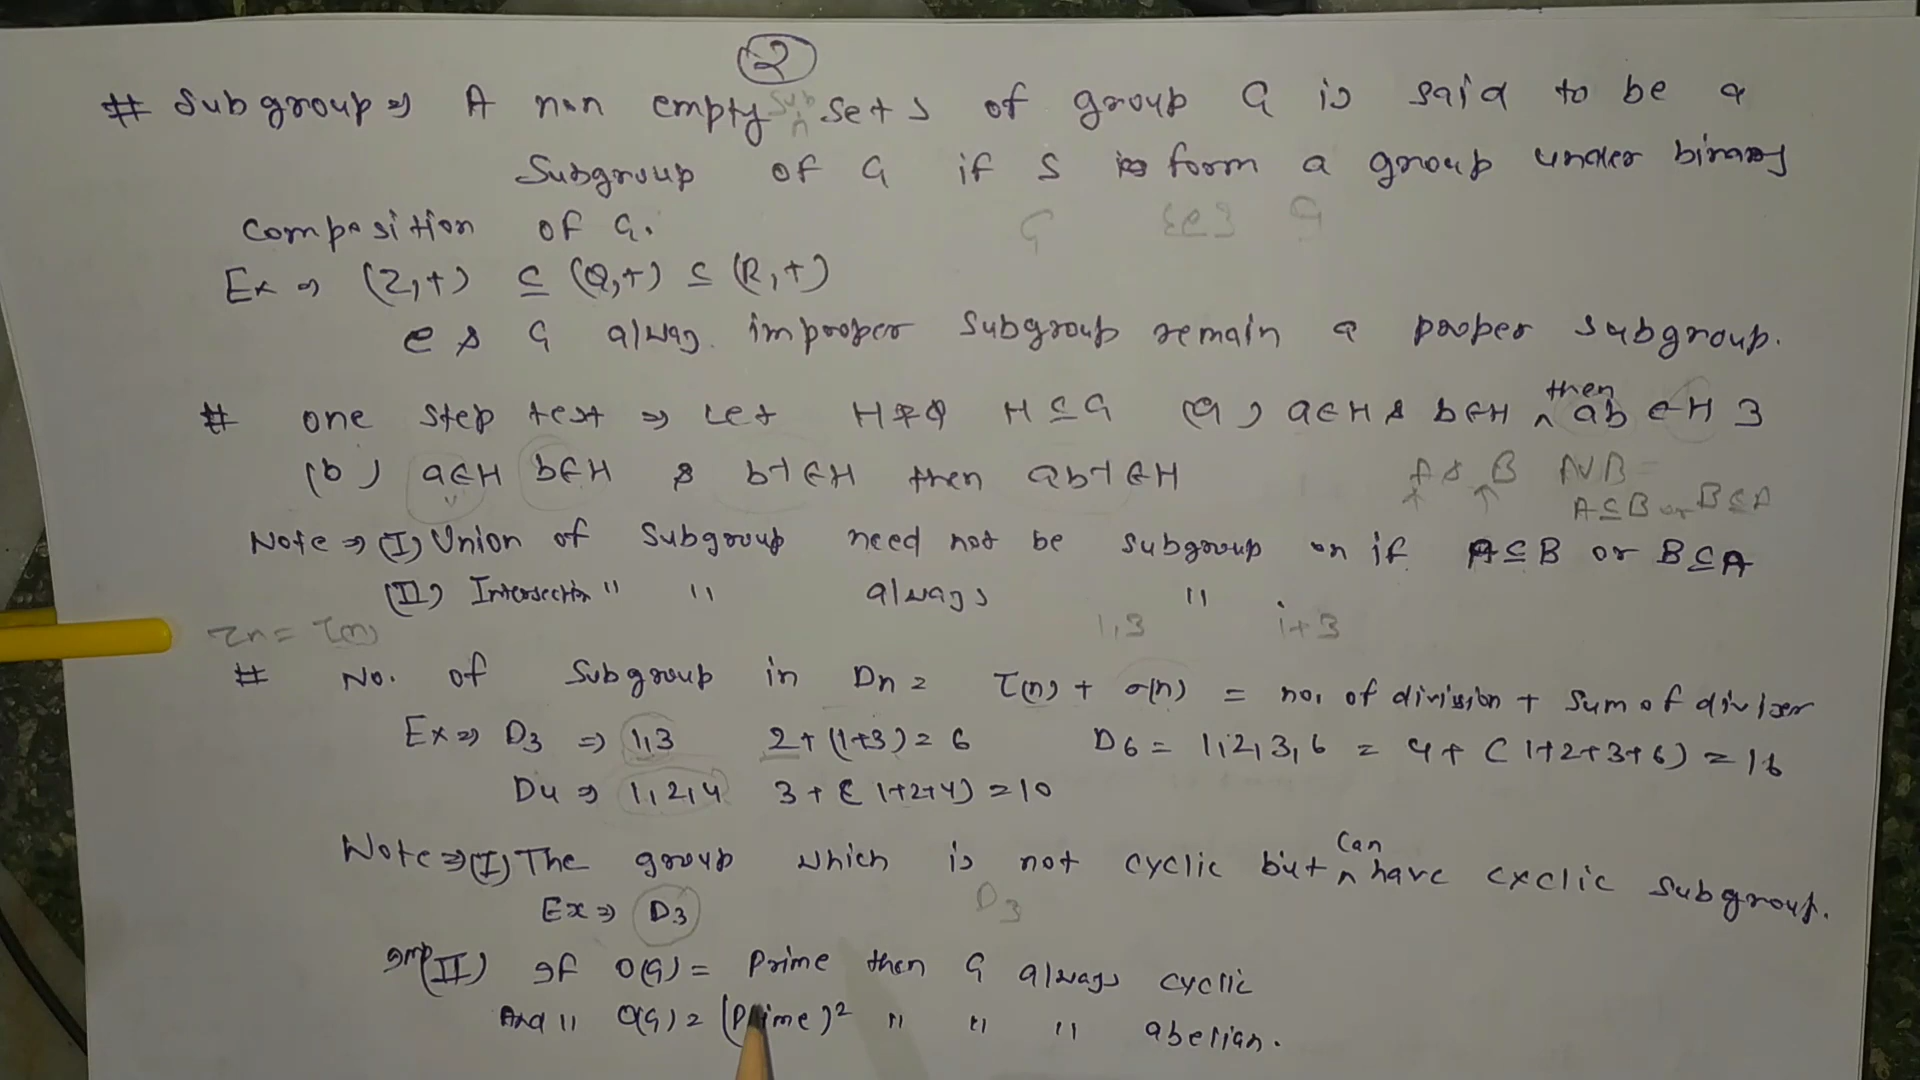 2
# Subgroup ⇒ A non empty sub set S of group G is said to be a
Subgroup of G if S is form a group under binary
composition of G.
G {e} G
Ex ⇒ (Z,+) ⊆ (Q,+) ⊆ (R,+)
e & G alway improper subgroup remain a proper subgroup.
# one step test ⇒ Let H≠φ H⊆G (a) a∈H & b∈H then ab ∈H }
(b) a∈H b∈H & b-1∈H then ab-1∈H
A & B A∪B =
A⊆B or B⊆A
Note ⇒ (I) Union of subgroup need not be subgroup on if A⊆B or B⊆A
(II) Intersection " " always "
τn = τ(n) 1,3 1+3
# No. of subgroup in Dn = τ(n) + σ(n) = no. of division + sum of divizer
Ex ⇒ D3 ⇒ 1,3 2+(1+3)=6 D6 = 1,2,3,6 = 4+ (1+2+3+6) = 16
D4 ⇒ 1,2,4 3+(1+2+4)=10
Note ⇒ (I) The group which is not cyclic but can have cyclic subgroup.
Ex ⇒ D3 D3
Imp (II) If O(G) = Prime then G always cyclic
And " O(G) = (Prime)² " " " abelian.